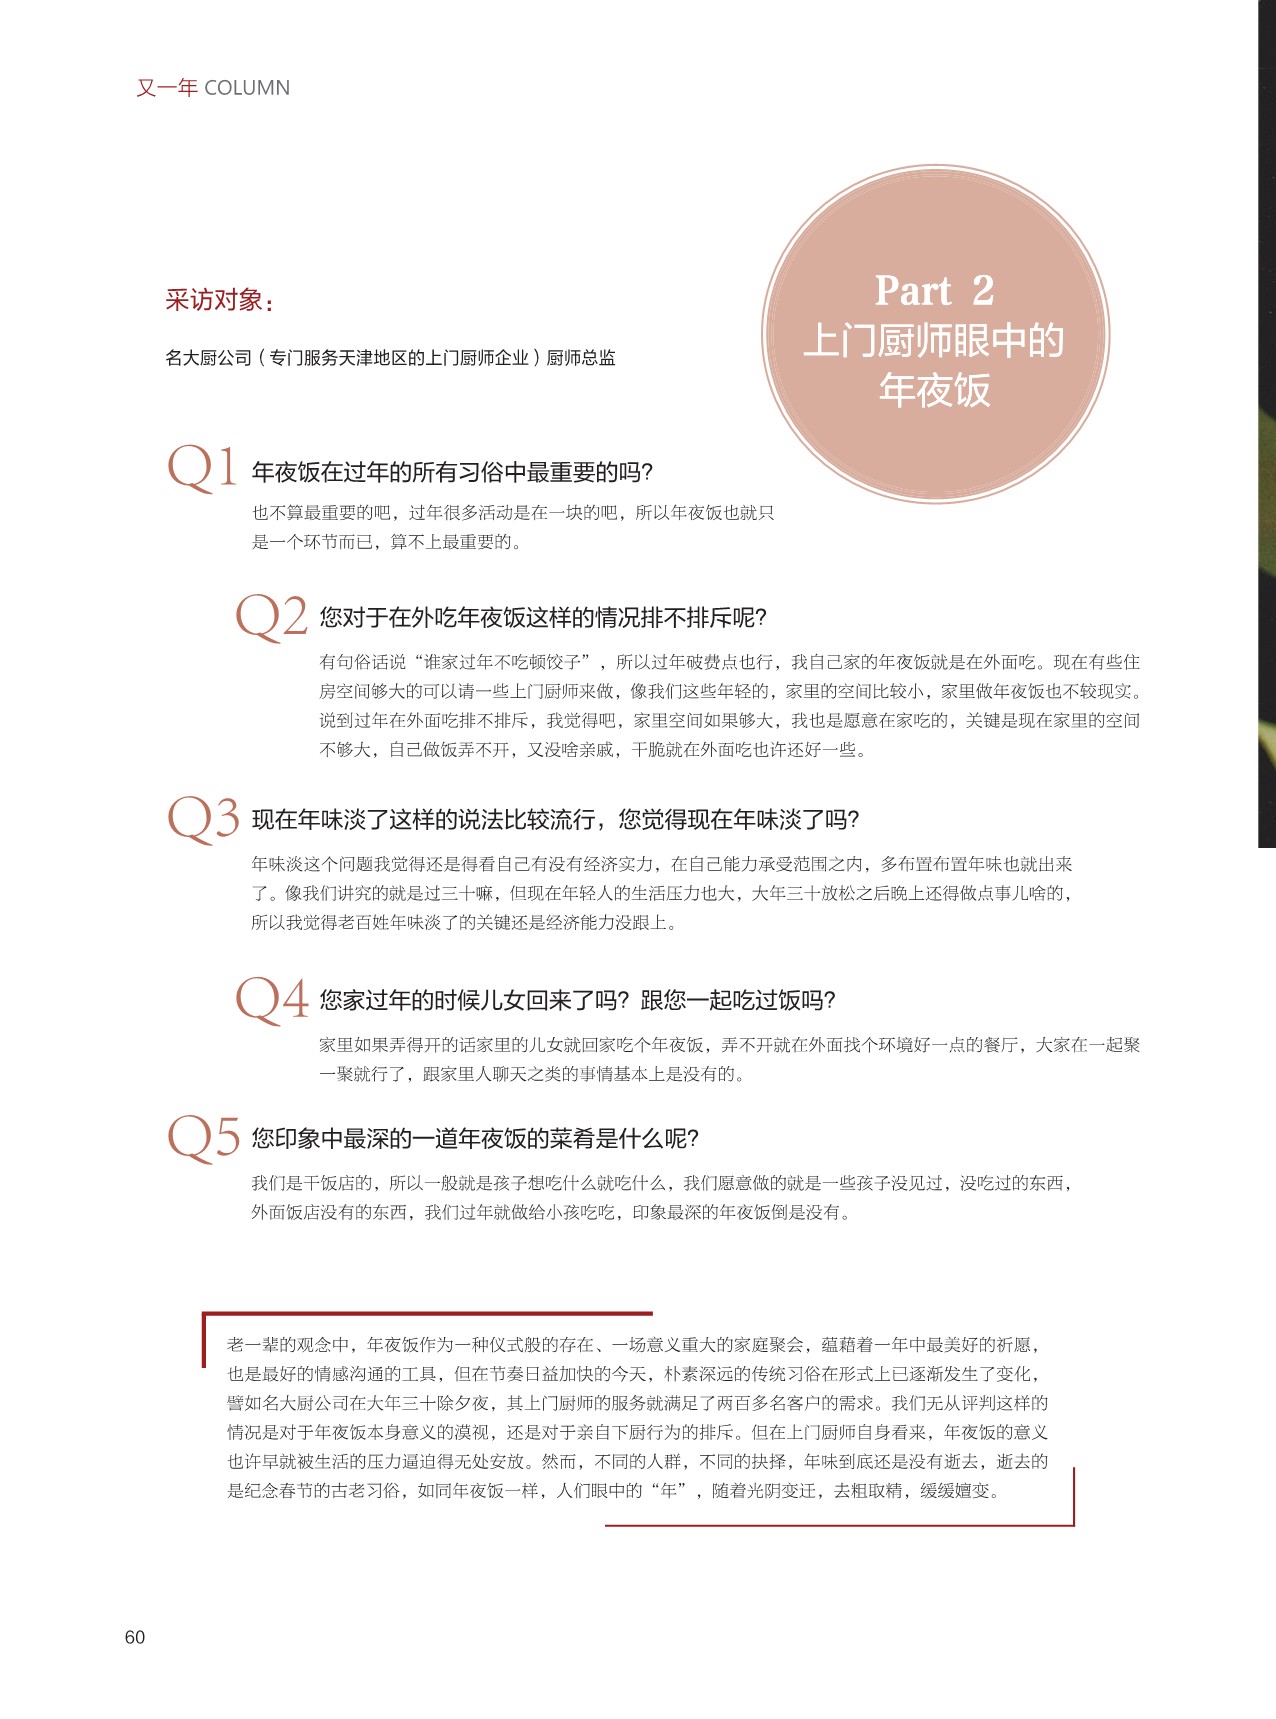 又一年 COLUMN
Part 2
上门厨师眼中的
年夜饭
采访对象：
名大厨公司（专门服务天津地区的上门厨师企业）厨师总监
Q1 年夜饭在过年的所有习俗中最重要的吗？
也不算最重要的吧，过年很多活动是在一块的吧，所以年夜饭也就只
是一个环节而已，算不上最重要的。
Q2 您对于在外吃年夜饭这样的情况排不排斥呢？
有句俗话说“谁家过年不吃顿饺子”，所以过年破费点也行，我自己家的年夜饭就是在外面吃。现在有些住
房空间够大的可以请一些上门厨师来做，像我们这些年轻的，家里的空间比较小，家里做年夜饭也不较现实。
说到过年在外面吃排不排斥，我觉得吧，家里空间如果够大，我也是愿意在家吃的，关键是现在家里的空间
不够大，自己做饭弄不开，又没啥亲戚，干脆就在外面吃也许还好一些。
Q3 现在年味淡了这样的说法比较流行，您觉得现在年味淡了吗？
年味淡这个问题我觉得还是得看自己有没有经济实力，在自己能力承受范围之内，多布置布置年味也就出来
了。像我们讲究的就是过三十嘛，但现在年轻人的生活压力也大，大年三十放松之后晚上还得做点事儿啥的，
所以我觉得老百姓年味淡了的关键还是经济能力没跟上。
Q4 您家过年的时候儿女回来了吗？跟您一起吃过饭吗？
家里如果弄得开的话家里的儿女就回家吃个年夜饭，弄不开就在外面找个环境好一点的餐厅，大家在一起聚
一聚就行了，跟家里人聊天之类的事情基本上是没有的。
Q5 您印象中最深的一道年夜饭的菜肴是什么呢？
我们是干饭店的，所以一般就是孩子想吃什么就吃什么，我们愿意做的就是一些孩子没见过，没吃过的东西，
外面饭店没有的东西，我们过年就做给小孩吃吃，印象最深的年夜饭倒是没有。
老一辈的观念中，年夜饭作为一种仪式般的存在、一场意义重大的家庭聚会，蕴藉着一年中最美好的祈愿，
也是最好的情感沟通的工具，但在节奏日益加快的今天，朴素深远的传统习俗在形式上已逐渐发生了变化，
譬如名大厨公司在大年三十除夕夜，其上门厨师的服务就满足了两百多名客户的需求。我们无从评判这样的
情况是对于年夜饭本身意义的漠视，还是对于亲自下厨行为的排斥。但在上门厨师自身看来，年夜饭的意义
也许早就被生活的压力逼迫得无处安放。然而，不同的人群，不同的抉择，年味到底还是没有逝去，逝去的
是纪念春节的古老习俗，如同年夜饭一样，人们眼中的“年”，随着光阴变迁，去粗取精，缓缓嬗变。
60